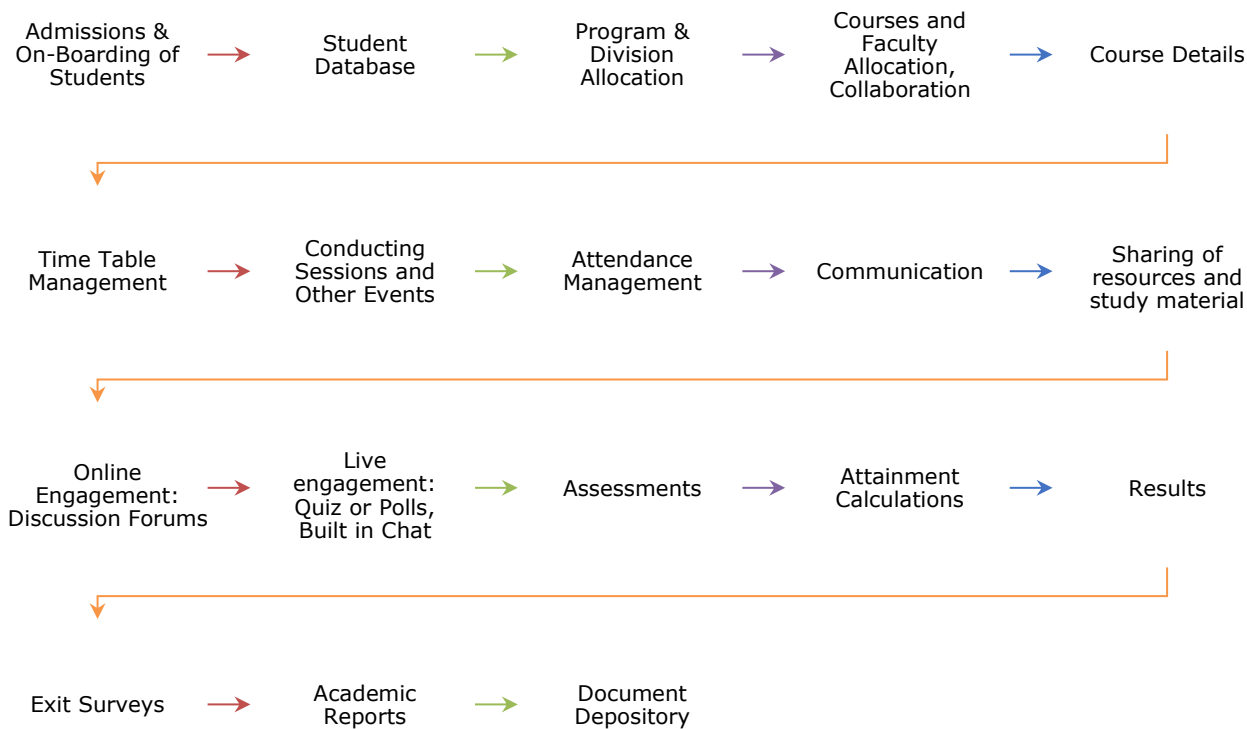 Admissions &
On-Boarding of
Students
Student
Database
Program &
Division
Allocation
Courses and
Faculty
Allocation,
Collaboration
Course Details
Time Table
Management
Conducting
Sessions and
Other Events
Attendance
Management
Communication
Sharing of
resources and
study material
Online
Engagement:
Discussion Forums
Live
engagement:
Quiz or Polls,
Built in Chat
Assessments
Attainment
Calculations
Results
Exit Surveys
Academic
Reports
Document
Depository